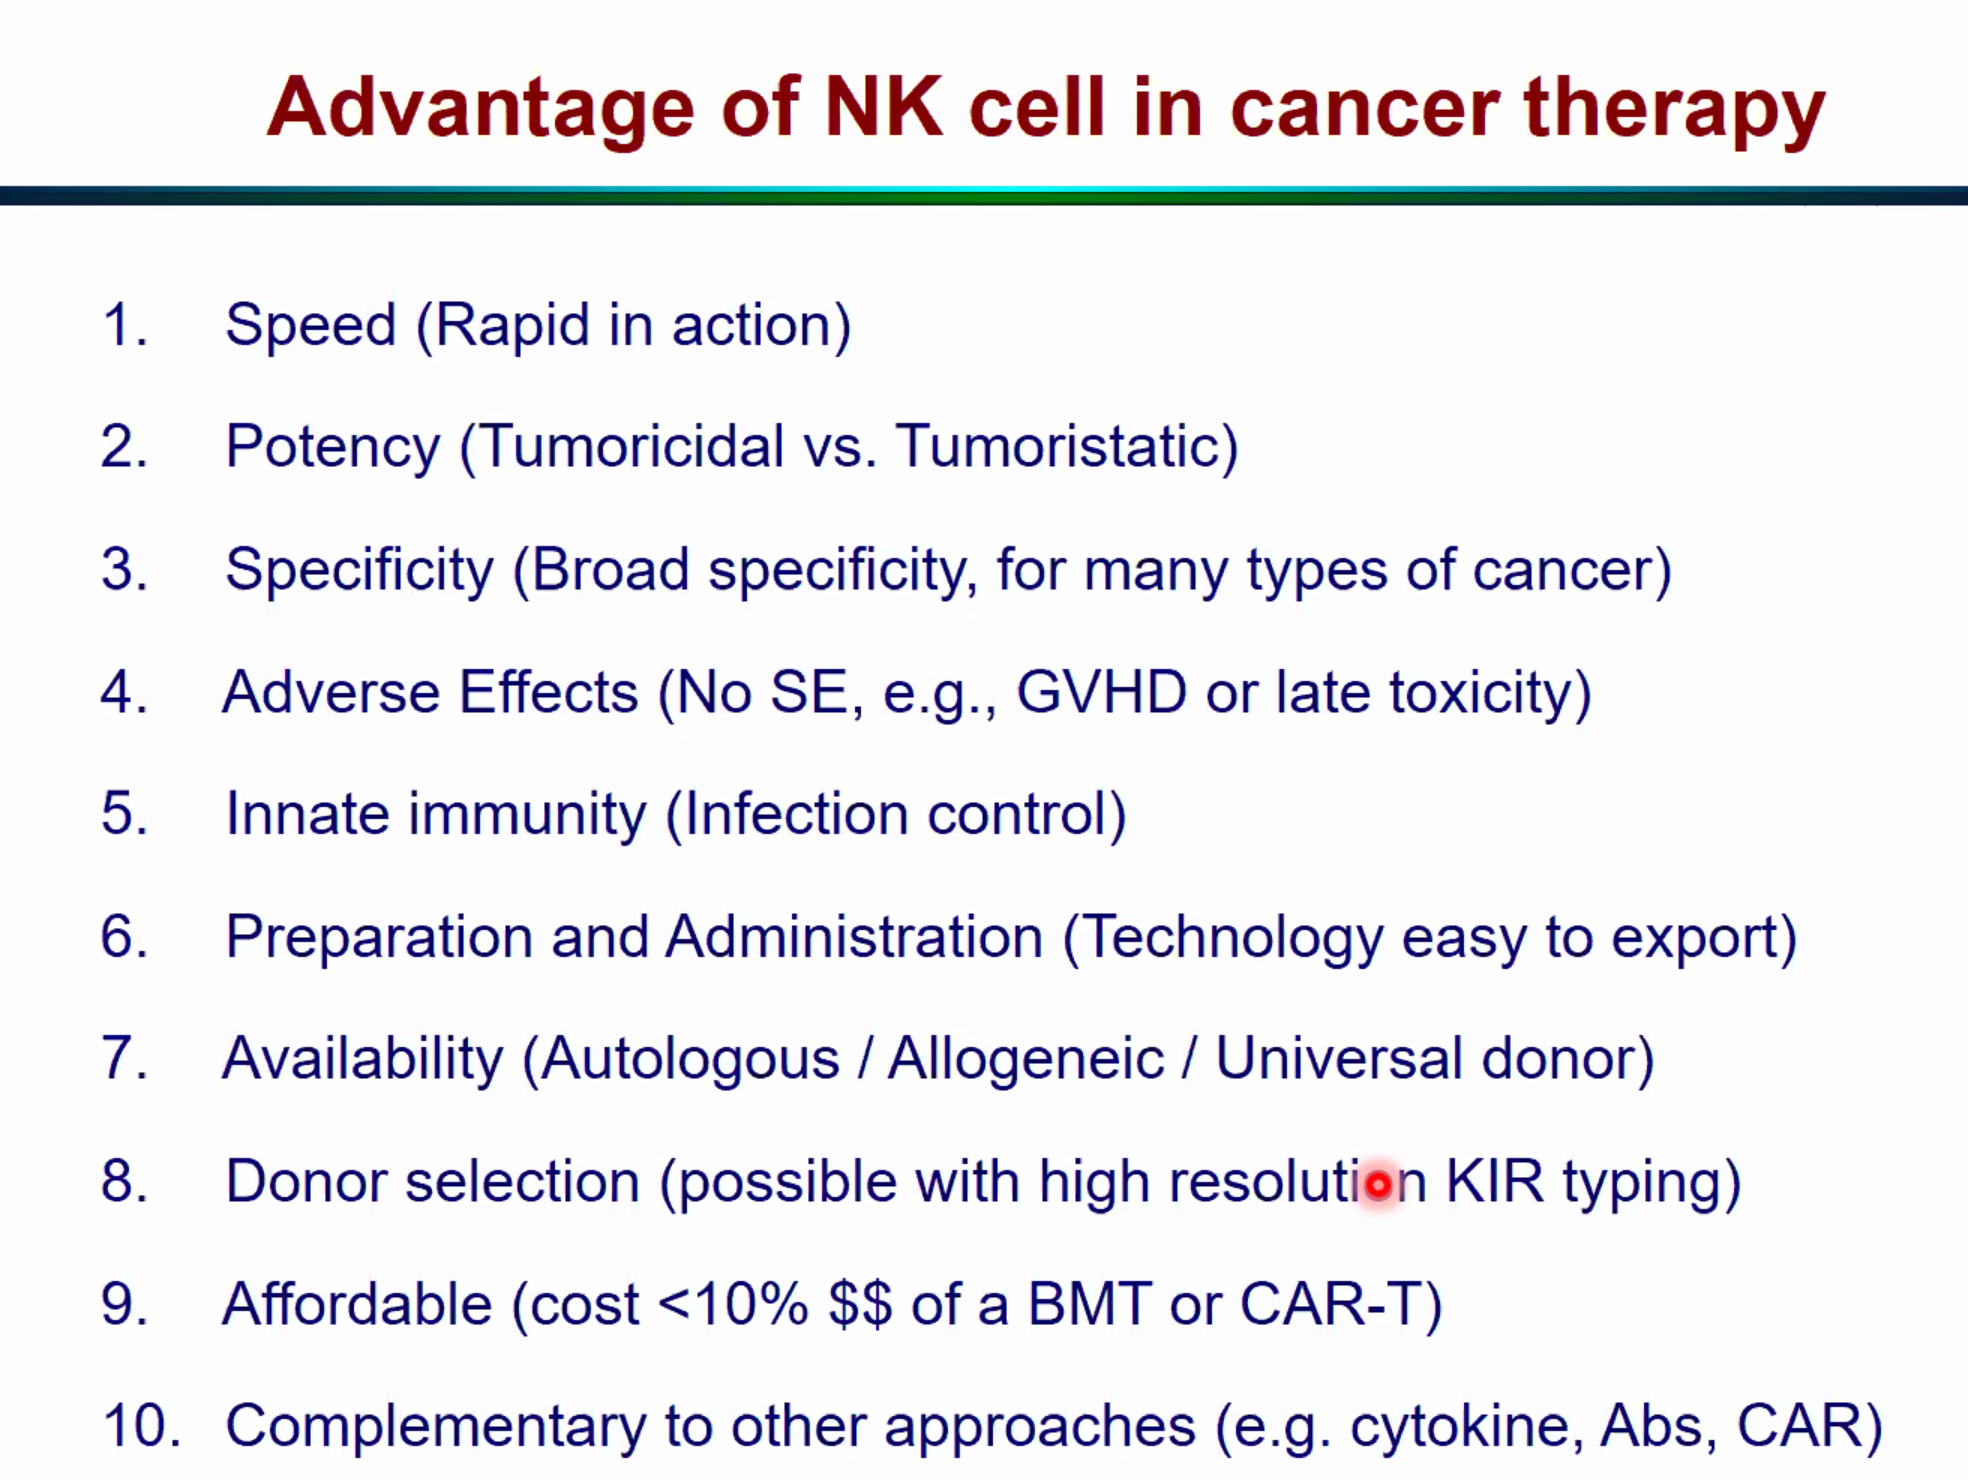 Advantage of NK cell in cancer therapy
1. Speed (Rapid in action)
2. Potency (Tumoricidal vs. Tumoristatic)
3. Specificity (Broad specificity, for many types of cancer)
4. Adverse Effects (No SE, e.g., GVHD or late toxicity)
5. Innate immunity (Infection control)
6. Preparation and Administration (Technology easy to export)
7. Availability (Autologous / Allogeneic / Universal donor)
8. Donor selection (possible with high resolution KIR typing)
9. Affordable (cost <10% $$ of a BMT or CAR-T)
10. Complementary to other approaches (e.g. cytokine, Abs, CAR)